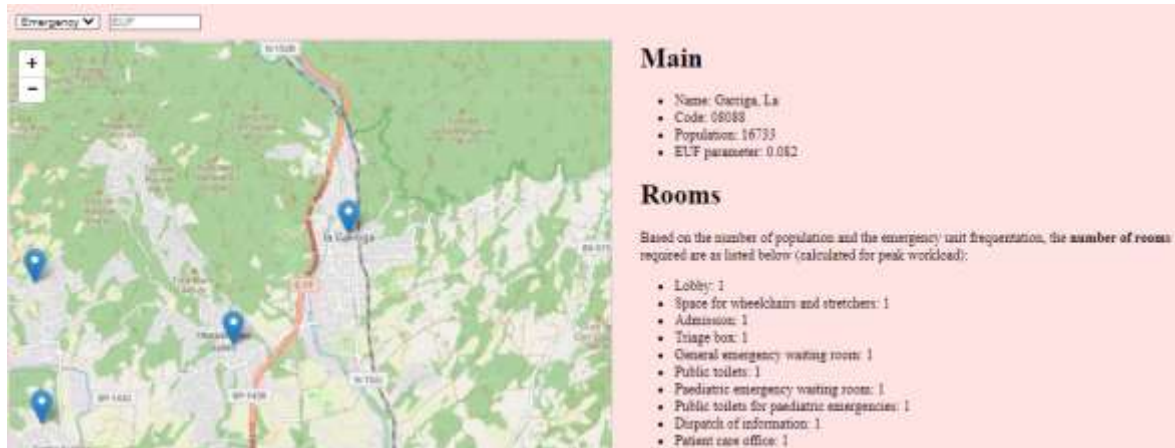 Emergency
EUF
+
−
la Garriga
C-17
BP-1432
Main
Name: Garriga, La
Code: 08088
Population: 16733
EUF parameter: 0.082
Rooms
Based on the number of population and the emergency unit frequentation, the number of rooms
required are as listed below (calculated for peak workload):
Lobby: 1
Space for wheelchairs and stretchers: 1
Admission: 1
Triage box: 1
General emergency waiting room: 1
Public toilets: 1
Paediatric emergency waiting room: 1
Public toilets for paediatric emergencies: 1
Dispatch of information: 1
Patient care office: 1